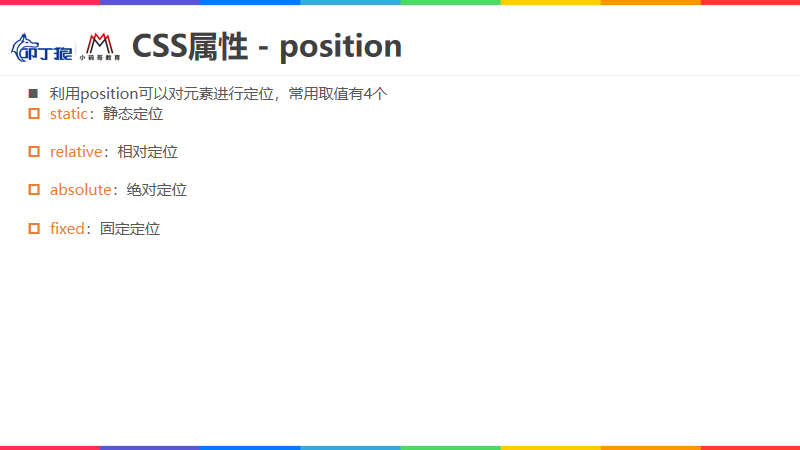 叩丁狼
小码哥教育
CSS属性 - position
利用position可以对元素进行定位，常用取值有4个
static：静态定位
relative：相对定位
absolute：绝对定位
fixed：固定定位